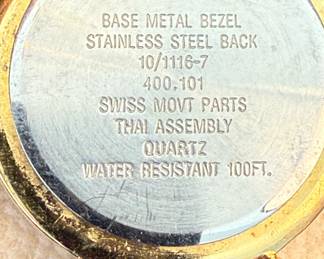 BASE METAL BEZEL
STAINLESS STEEL BACK
10/1116-7
400.101
SWISS MOVT PARTS
THAI ASSEMBLY
QUARTZ
WATER RESISTANT 100FT.